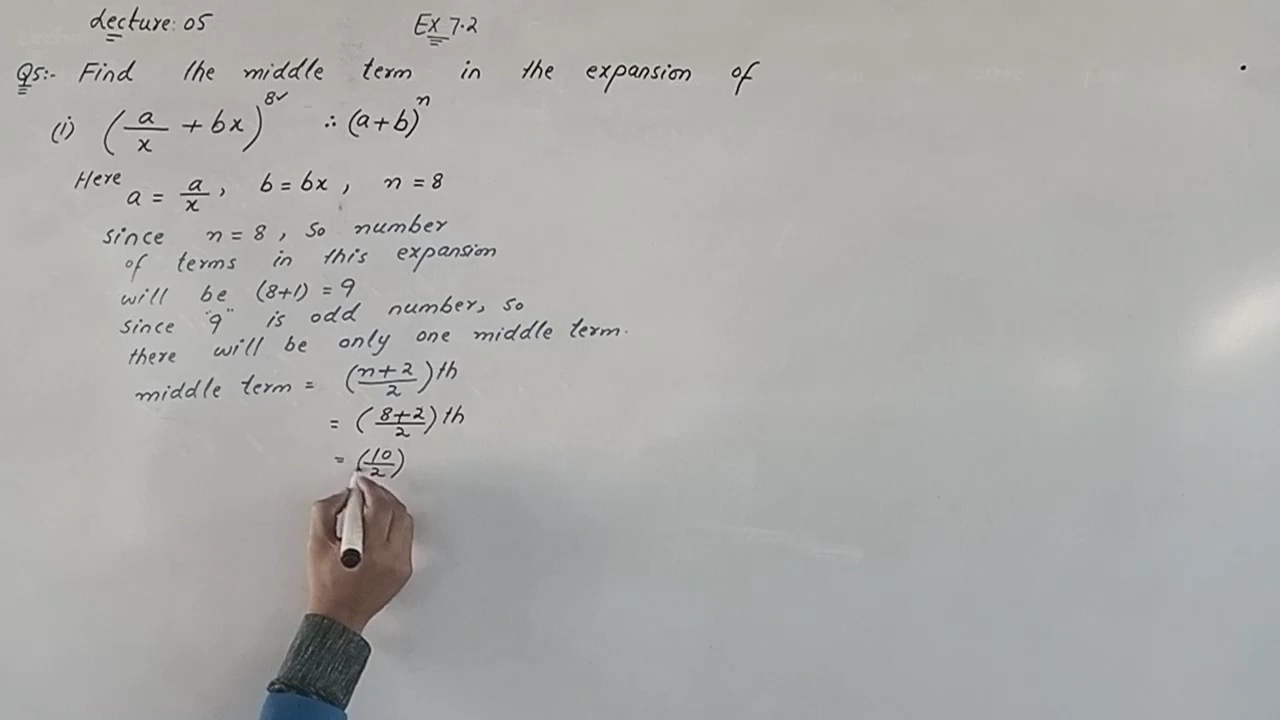 Lecture: 05 Ex 7.2
Q5:- Find the middle term in the expansion of
(i) (a/x + bx)^8✓ ∴ (a+b)^n
Here a = a/x, b = bx, n = 8
since n = 8, so number
of terms in this expansion
will be (8+1) = 9
since "9" is odd number, so
there will be only one middle term.
middle term = (n+2/2)th
= (8+2/2)th
= (10/2)